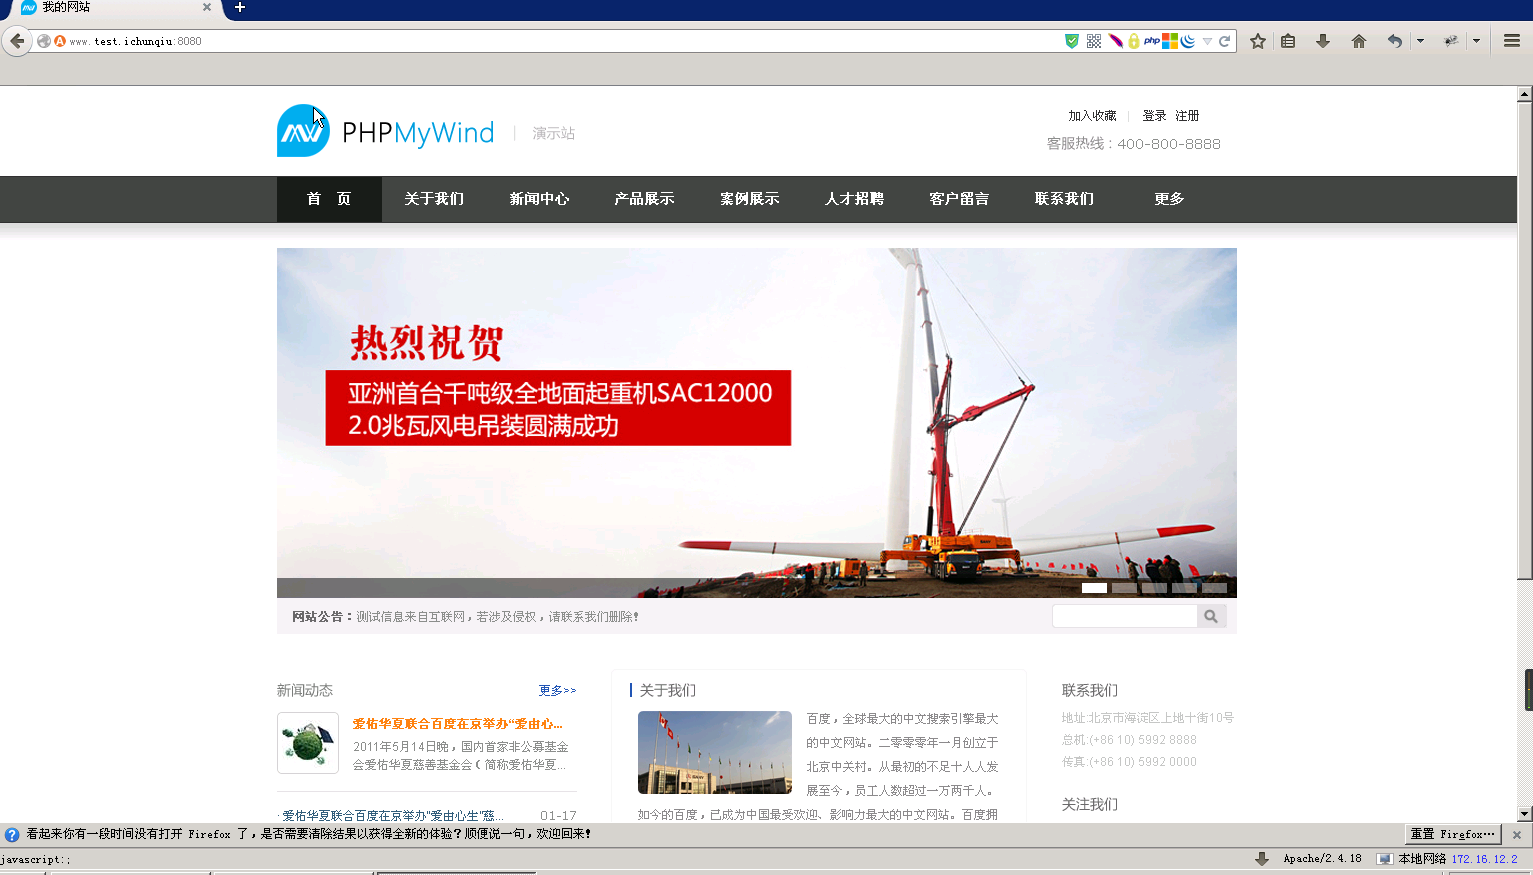 我的网站
www.test.ichunqiu:8080
php
PHPMyWind
演示站
加入收藏 登录 注册
客服热线：400-800-8888
首 页 关于我们 新闻中心 产品展示 案例展示 人才招聘 客户留言 联系我们 更多
热烈祝贺
亚洲首台千吨级全地面起重机SAC12000
2.0兆瓦风电吊装圆满成功
网站公告：测试信息来自互联网，若涉及侵权，请联系我们删除!
新闻动态 更多>>
爱佑华夏联合百度在京举办“爱由心...
2011年5月14日晚，国内首家非公募基金
会爱佑华夏慈善基金会（简称爱佑华夏...
· 爱佑华夏联合百度在京举办"爱由心生"慈... 01-17
关于我们
百度，全球最大的中文搜索引擎最大
的中文网站。二零零零年一月创立于
北京中关村。从最初的不足十人人发
展至今，员工人数超过一万两千人。
如今的百度，已成为中国最受欢迎、影响力最大的中文网站。百度拥
联系我们
地址:北京市海淀区上地十街10号
总机:(+86 10) 5992 8888
传真:(+86 10) 5992 0000
关注我们
看起来你有一段时间没有打开 Firefox 了，是否需要清除结果以获得全新的体验？顺便说一句，欢迎回来!
重置 Firefox…
javascript:;
Apache/2.4.18 本地网络 172.16.12.2